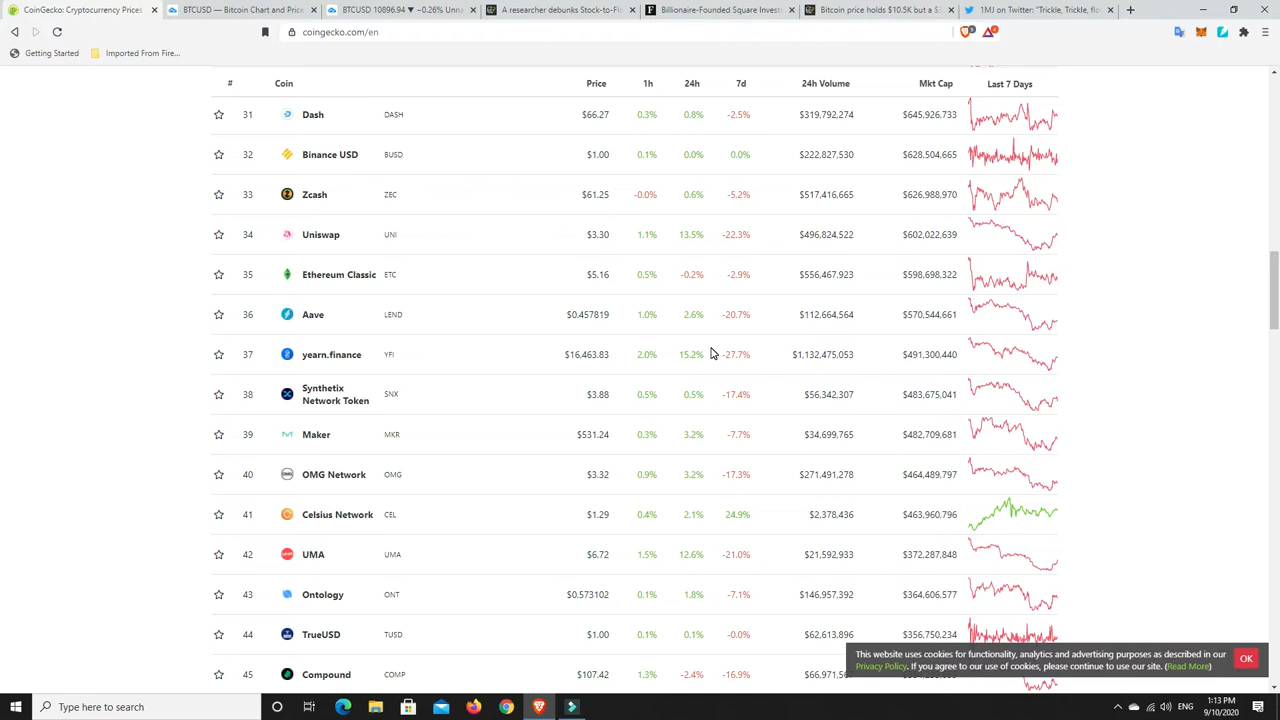 CoinGecko: Cryptocurrency Prices
BTCUSD — Bitcoin Chart and Price
BTCUSD 10896.94 ▼ −0.26% Unna
A researcher debunks Stock-to-Flo
Billionaire-Founded Square Invest
Bitcoin price holds $10.5K but a $
1MJ on Twitter: "Trickle, Trickle, flo
coingecko.com/en
Getting Started
Imported From Fire...
# Coin Price 1h 24h 7d 24h Volume Mkt Cap Last 7 Days
31 Dash DASH $66.27 0.3% 0.8% -2.5% $319,792,274 $645,926,733
32 Binance USD BUSD $1.00 0.1% 0.0% 0.0% $222,827,530 $628,504,665
33 Zcash ZEC $61.25 -0.0% 0.6% -5.2% $517,416,665 $626,988,970
34 Uniswap UNI $3.30 1.1% 13.5% -22.3% $496,824,522 $602,022,639
35 Ethereum Classic ETC $5.16 0.5% -0.2% -2.9% $556,467,923 $598,698,322
36 Aave LEND $0.457819 1.0% 2.6% -20.7% $112,664,564 $570,544,661
37 yearn.finance YFI $16,463.83 2.0% 15.2% -27.7% $1,132,475,053 $491,300,440
38 Synthetix Network Token SNX $3.88 0.5% 0.5% -17.4% $56,342,307 $483,675,041
39 Maker MKR $531.24 0.3% 3.2% -7.7% $34,699,765 $482,709,681
40 OMG Network OMG $3.32 0.9% 3.2% -17.3% $271,491,278 $464,489,797
41 Celsius Network CEL $1.29 0.4% 2.1% 24.9% $2,378,436 $463,960,796
42 UMA UMA $6.72 1.5% 12.6% -21.0% $21,592,933 $372,287,848
43 Ontology ONT $0.573102 0.1% 1.8% -7.1% $146,957,392 $364,606,577
44 TrueUSD TUSD $1.00 0.1% 0.1% -0.0% $62,613,896 $356,750,234
45 Compound COMP $107.42 1.3% -2.4% -16.9%
This website uses cookies for functionality, analytics and advertising purposes as described in our
Privacy Policy. If you agree to our use of cookies, please continue to use our site. (Read More)
OK
Type here to search
ENG
1:13 PM
9/10/2020